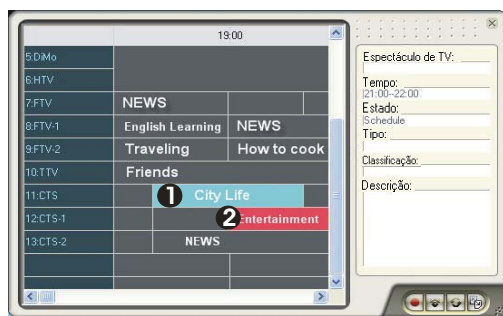 19:00
5:DiMo
6:HTV
7:FTV NEWS
8:FTV-1 English Learning NEWS
9:FTV-2 Traveling How to cook
10:TTV Friends
11:CTS 1 City Life
12:CTS-1 2 Entertainment
13:CTS-2 NEWS
Espectáculo de TV:
Tempo:
21:00--22:00
Estado:
Schedule
Tipo:
Classificação:
Descrição: